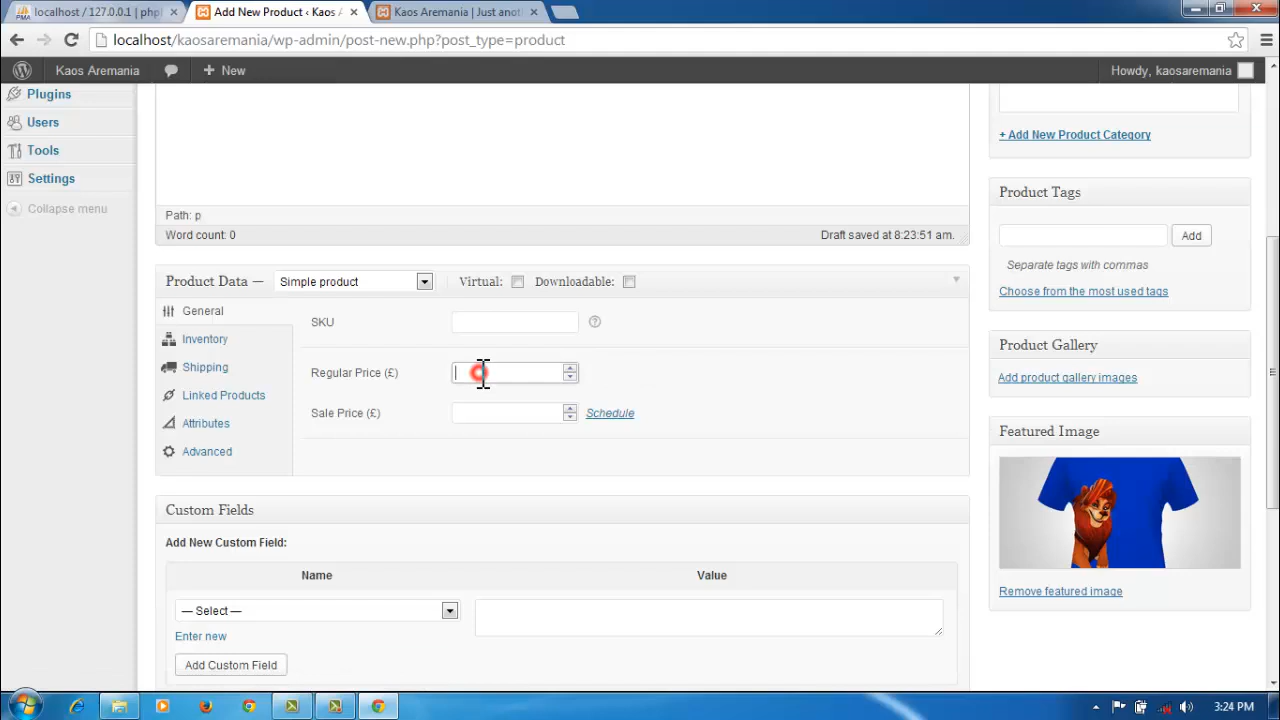 localhost / 127.0.0.1 | phpl
Add New Product ‹ Kaos A
Kaos Aremania | Just anot
localhost/kaosaremania/wp-admin/post-new.php?post_type=product
Kaos Aremania
New
Howdy, kaosaremania
Plugins
Users
Tools
Settings
Collapse menu
Path: p
Word count: 0
Draft saved at 8:23:51 am.
Product Data —
Simple product
Virtual:
Downloadable:
General
Inventory
Shipping
Linked Products
Attributes
Advanced
SKU
Regular Price (£)
Sale Price (£)
Schedule
Custom Fields
Add New Custom Field:
Name
Value
— Select —
Enter new
Add Custom Field
+ Add New Product Category
Product Tags
Add
Separate tags with commas
Choose from the most used tags
Product Gallery
Add product gallery images
Featured Image
Remove featured image
3:24 PM